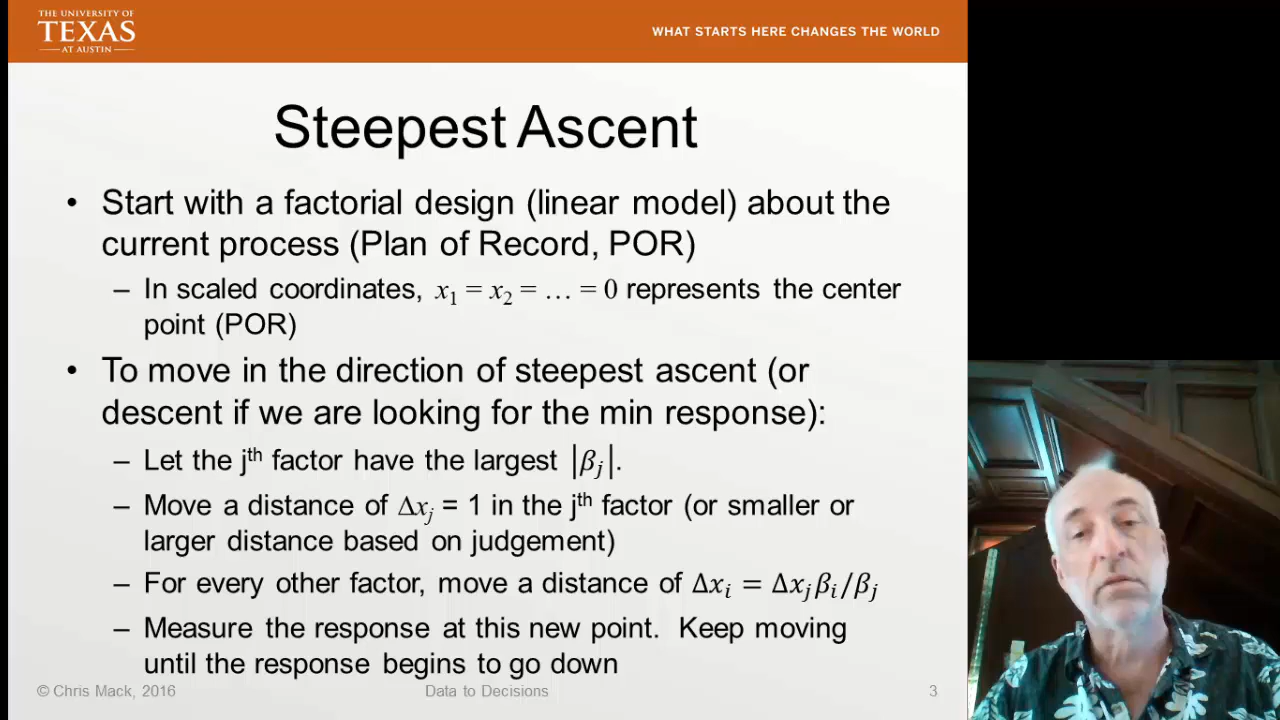 THE UNIVERSITY OF
TEXAS
AT AUSTIN
WHAT STARTS HERE CHANGES THE WORLD
Steepest Ascent
• Start with a factorial design (linear model) about the
current process (Plan of Record, POR)
– In scaled coordinates, x₁ = x₂ = … = 0 represents the center
point (POR)
• To move in the direction of steepest ascent (or
descent if we are looking for the min response):
– Let the jᵗʰ factor have the largest |βⱼ|.
– Move a distance of Δxⱼ = 1 in the jᵗʰ factor (or smaller or
larger distance based on judgement)
– For every other factor, move a distance of Δxᵢ = Δxⱼβᵢ/βⱼ
– Measure the response at this new point. Keep moving
until the response begins to go down
© Chris Mack, 2016
Data to Decisions
3